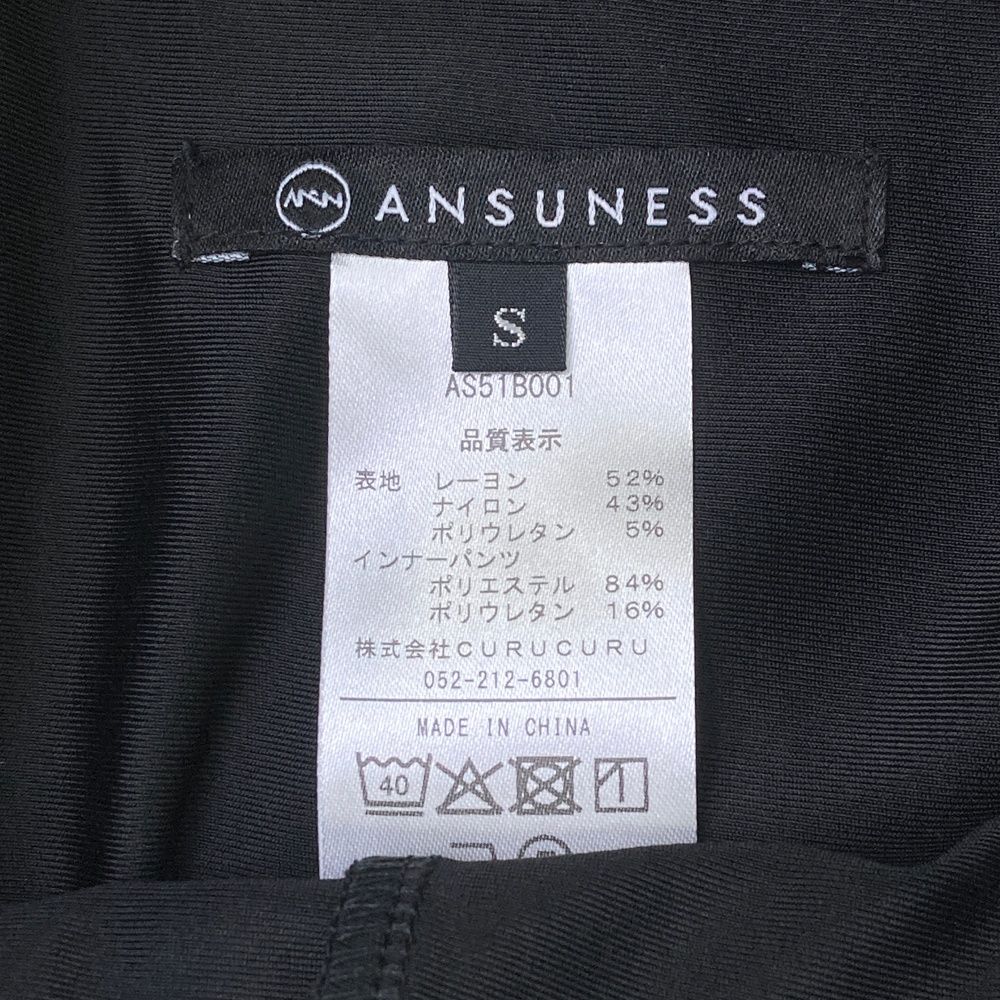 ANSUNESS
S
AS51B001
品質表示
表地 レーヨン 52%
ナイロン 43%
ポリウレタン 5%
インナーパンツ
ポリエステル 84%
ポリウレタン 16%
株式会社CURUCURU
052-212-6801
MADE IN CHINA
40